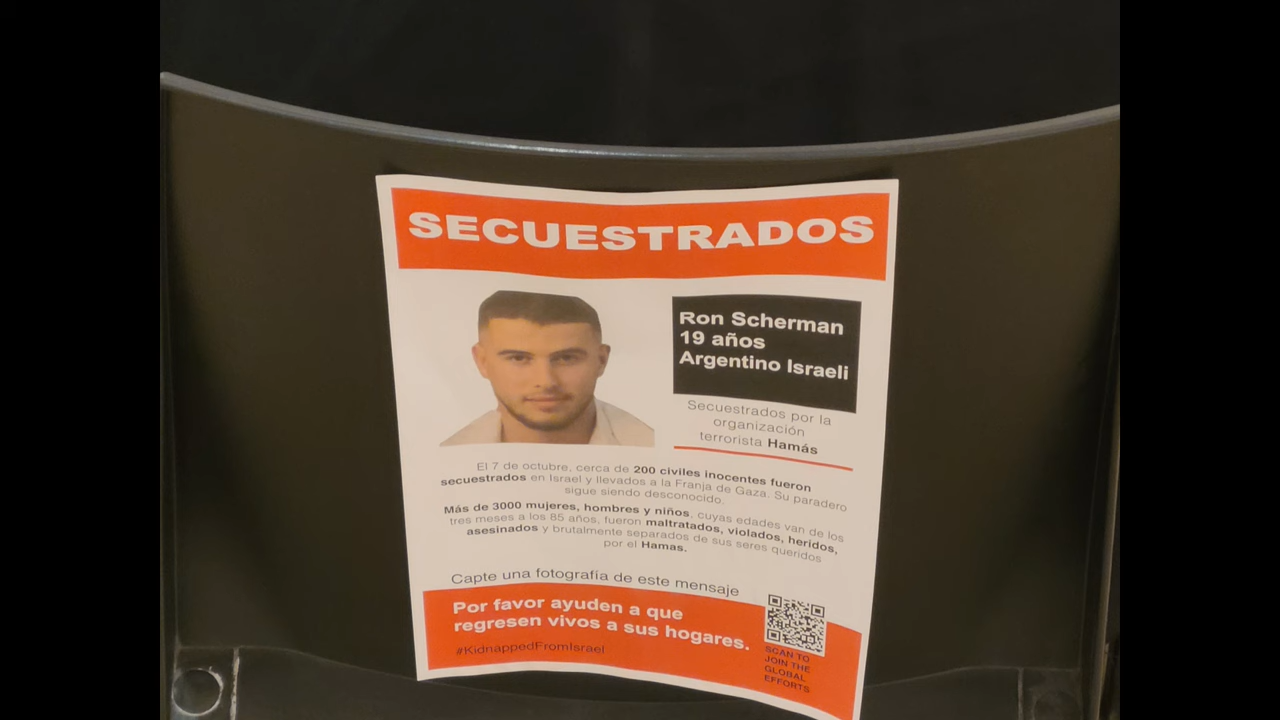 SECUESTRADOS
Ron Scherman
19 años
Argentino Israeli
Secuestrados por la
organización
terrorista Hamás
El 7 de octubre, cerca de 200 civiles inocentes fueron
secuestrados en Israel y llevados a la Franja de Gaza. Su paradero
sigue siendo desconocido.
Más de 3000 mujeres, hombres y niños, cuyas edades van de los
tres meses a los 85 años, fueron maltratados, violados, heridos,
asesinados y brutalmente separados de sus seres queridos
por el Hamas.
Capte una fotografía de este mensaje
Por favor ayuden a que
regresen vivos a sus hogares.
#KidnappedFromIsrael
SCAN TO
JOIN THE
GLOBAL
EFFORTS